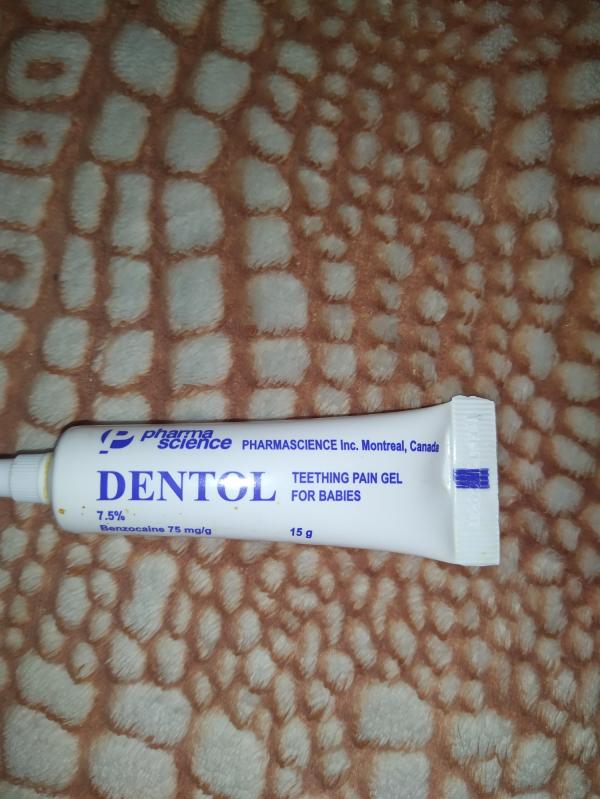 pharma
science
PHARMASCIENCE Inc. Montreal, Canada
DENTOL
TEETHING PAIN GEL
FOR BABIES
7.5%
Benzocaine 75 mg/g
15 g